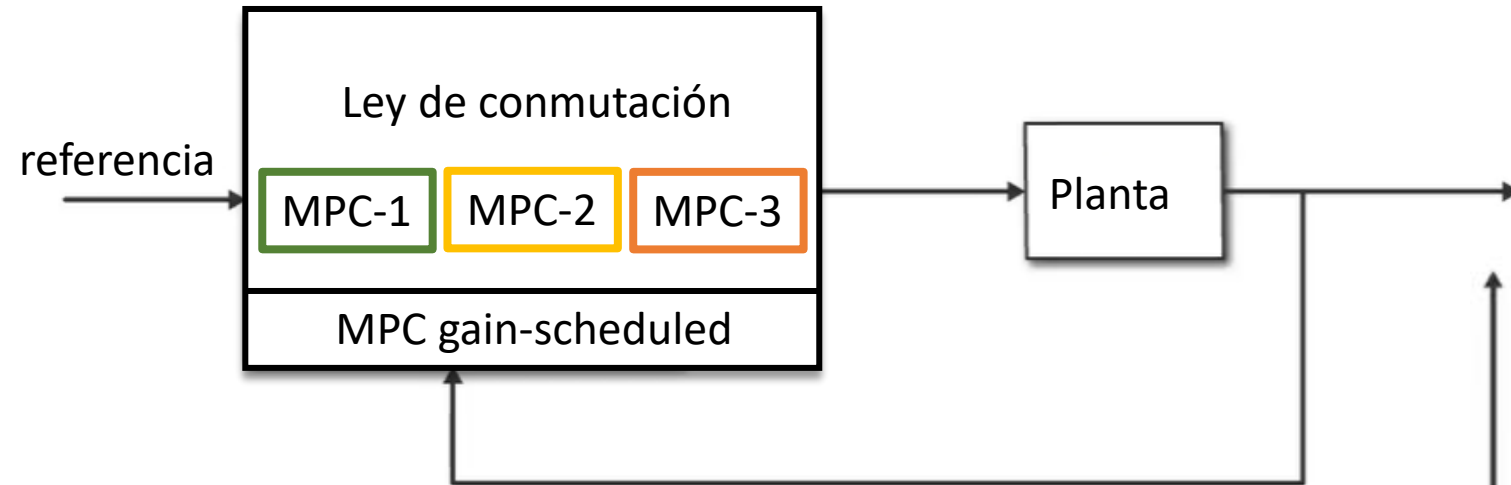 Ley de conmutación
referencia
MPC-1
MPC-2
MPC-3
Planta
MPC gain-scheduled